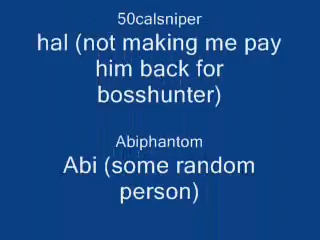 50calsniper
hal (not making me pay
him back for
bosshunter)
Abiphantom
Abi (some random
person)